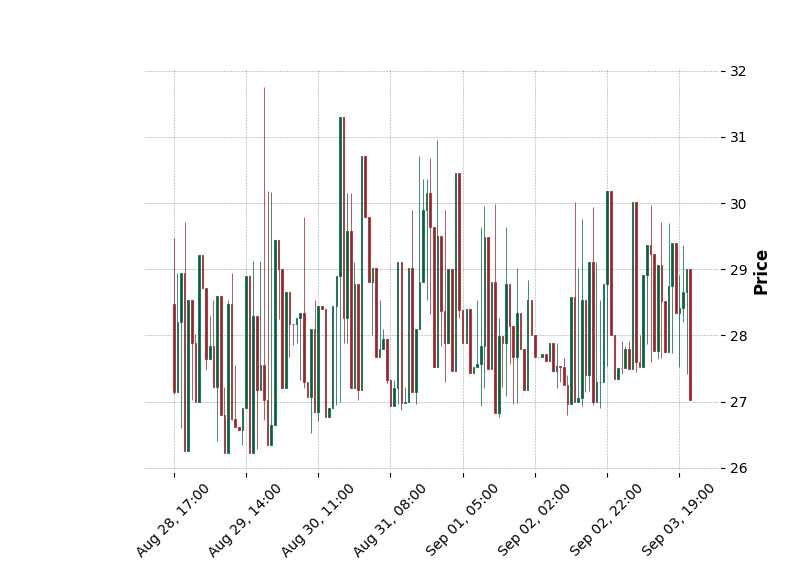 32
31
30
29
28
27
26
Price
Aug 28, 17:00
Aug 29, 14:00
Aug 30, 11:00
Aug 31, 08:00
Sep 01, 05:00
Sep 02, 02:00
Sep 02, 22:00
Sep 03, 19:00